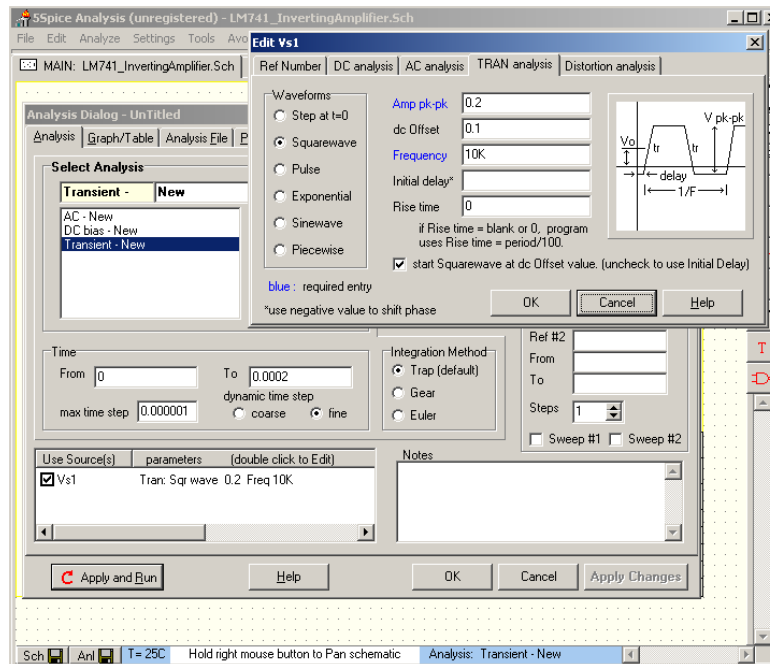 5Spice Analysis (unregistered) - LM741_InvertingAmplifier.Sch
File Edit Analyze Settings Tools Avo
MAIN: LM741_InvertingAmplifier.Sch
Edit Vs1
Ref Number DC analysis AC analysis TRAN analysis Distortion analysis
Waveforms
Step at t=0
Squarewave
Pulse
Exponential
Sinewave
Piecewise
Amp pk-pk 0.2
dc Offset 0.1
Frequency 10K
Initial delay*
Rise time 0
if Rise time = blank or 0, program
uses Rise time = period/100.
start Squarewave at dc Offset value. (uncheck to use Initial Delay)
V pk-pk
Vo
tr
tr
delay
1/F
blue : required entry
*use negative value to shift phase
OK Cancel Help
Analysis Dialog - UnTitled
Analysis Graph/Table Analysis File P
Select Analysis
Transient - New
AC - New
DC bias - New
Transient - New
Time
From 0 To 0.0002
dynamic time step
max time step 0.000001 coarse fine
Integration Method
Trap (default)
Gear
Euler
Ref #2
From
To
Steps 1
Sweep #1 Sweep #2
T
Use Source(s) parameters (double click to Edit)
Vs1 Tran: Sqr wave 0.2 Freq 10K
Notes
Apply and Run Help OK Cancel Apply Changes
Sch Anl T= 25C Hold right mouse button to Pan schematic Analysis: Transient - New